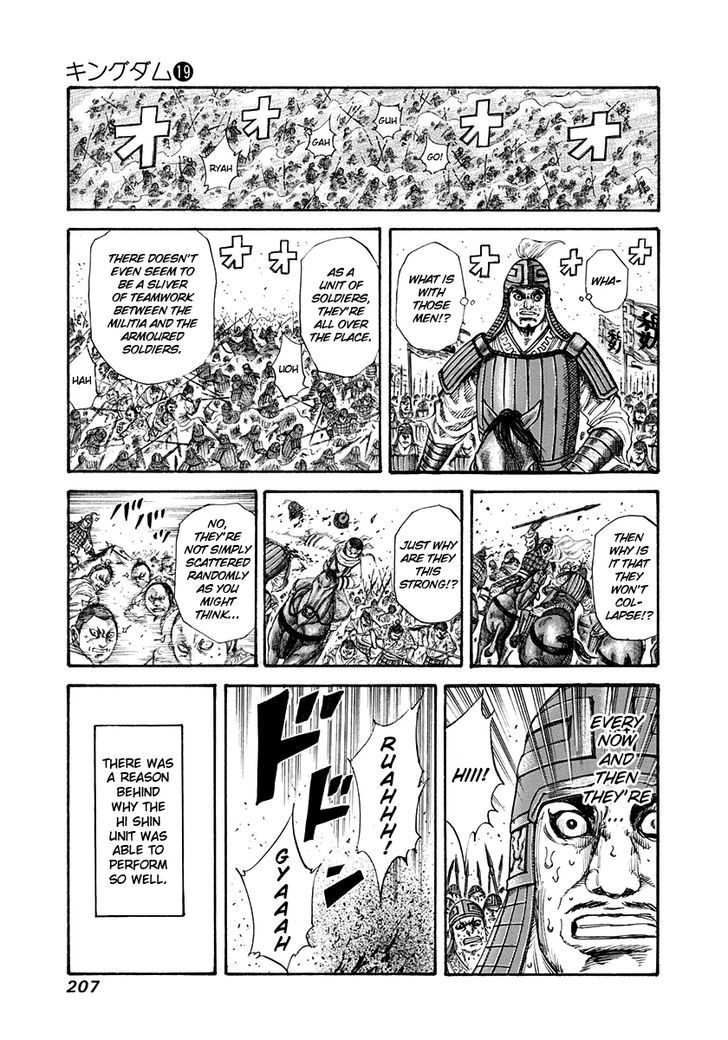 キングダム19
オ
オ
オ
オ
GUH
GAH
RYAH
GO!
オ
オ
WHA-
WHAT IS
WITH
THOSE
MEN!?
オ
オ
AS A
UNIT OF
SOLDIERS,
THEY'RE
ALL OVER
THE PLACE.
THERE DOESN'T
EVEN SEEM TO
BE A SLIVER
OF TEAMWORK
BETWEEN THE
MILITIA AND THE
ARMOURED
SOLDIERS.
UOH
HAH
THEN
WHY IS
IT THAT
THEY
WON'T
COL-
LAPSE!?
JUST WHY
ARE THEY
THIS
STRONG!?
NO,
THEY'RE
NOT SIMPLY
SCATTERED
RANDOMLY
AS YOU
MIGHT
THINK...
ババババ
EVERY
NOW
AND
THEN
THEY'RE
...
HIII!
RUAHHH!
GYAAAH
ドドン
THERE WAS
A REASON
BEHIND
WHY THE
HI SHIN
UNIT WAS
ABLE TO
PERFORM
SO WELL.
207